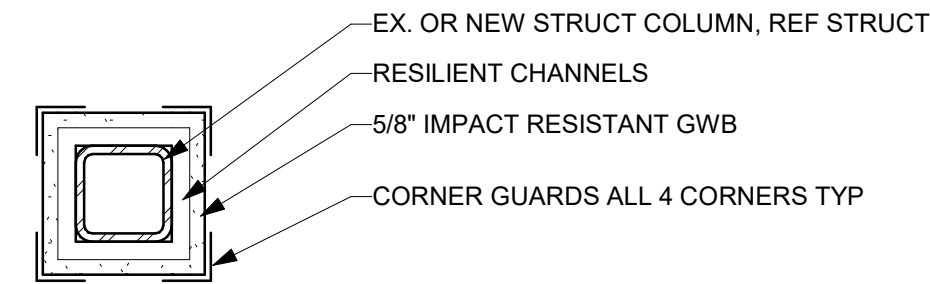 EX. OR NEW STRUCT COLUMN, REF STRUCT
RESILIENT CHANNELS
5/8" IMPACT RESISTANT GWB
CORNER GUARDS ALL 4 CORNERS TYP